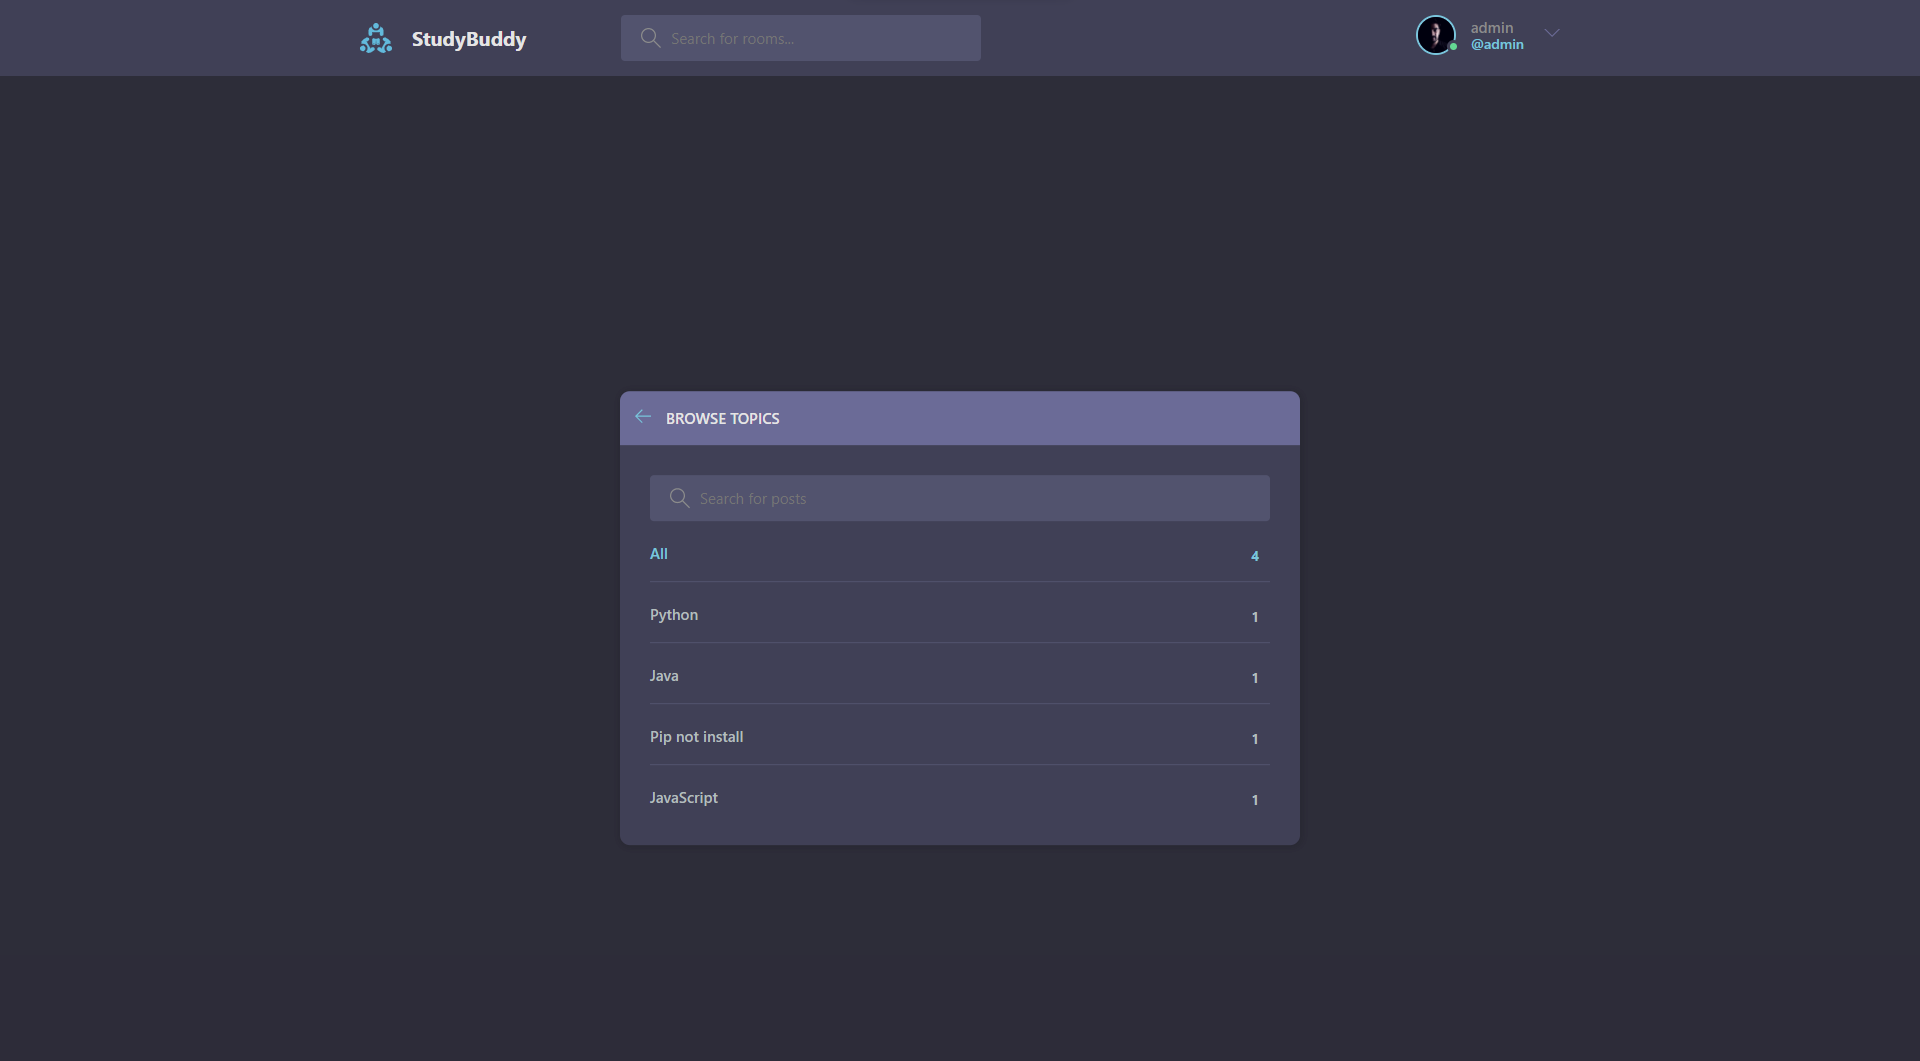 StudyBuddy
Search for rooms...
admin
@admin
BROWSE TOPICS
Search for posts
All 4
Python 1
Java 1
Pip not install 1
JavaScript 1